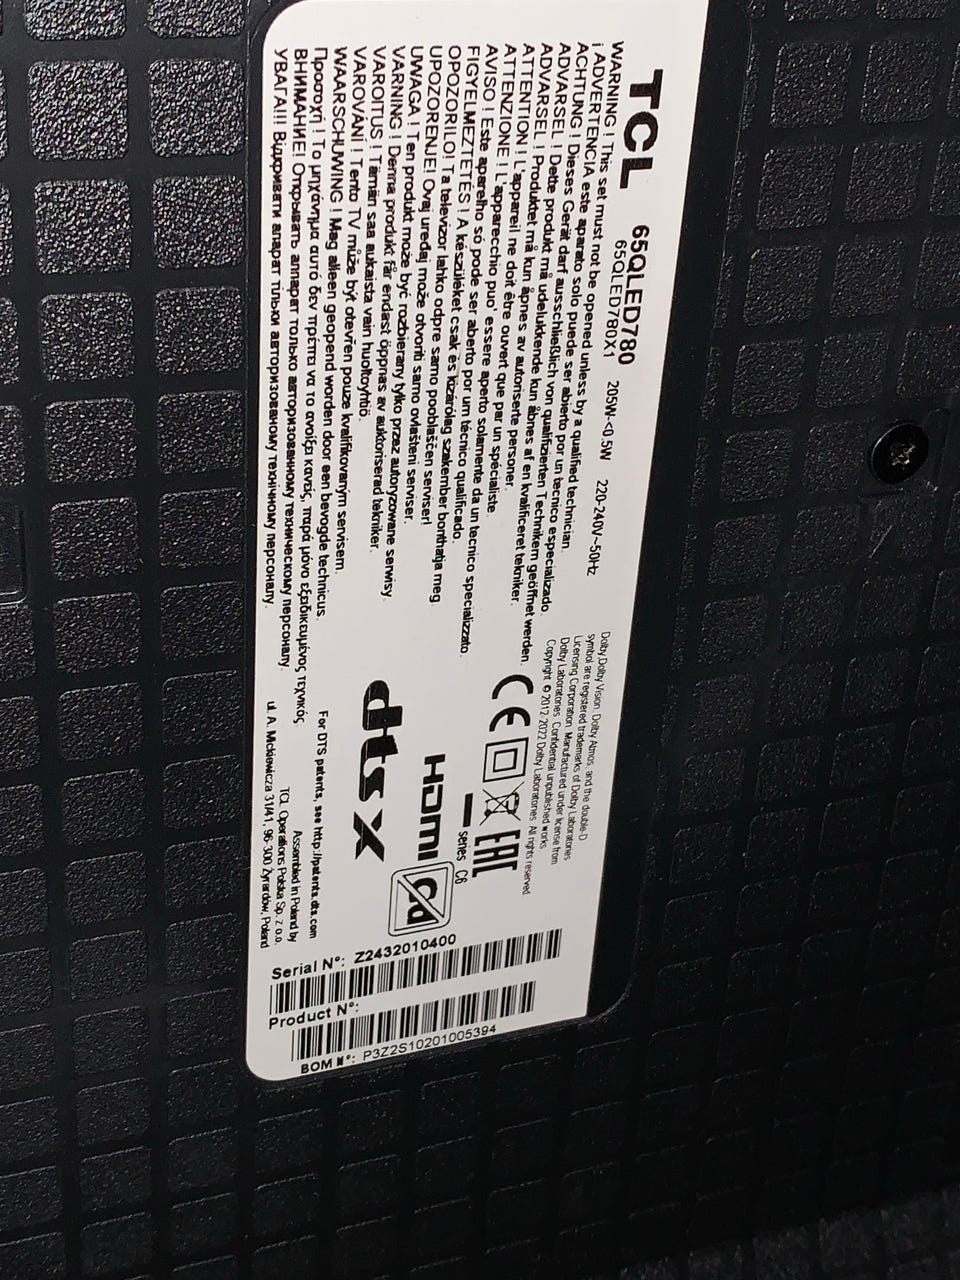 TCL 65QLED780 205W-<0.5W 220-240V~50Hz
65QLED780X1
WARNING ! This set must not be opened unless by a qualified technician.
¡ ADVERTENCIA este aparato solo puede ser abierto por un tecnico especializado.
ACHTUNG ! Dieses Gerät darf ausschließlich von qualifizierten Technikern geöffnet werden.
ADVARSEL ! Dette produkt må udelukkende kun åbnes af en kvalificeret tekniker.
ADVARSEL ! Produktet må kun åpnes av autoriserte personer.
ATTENTION ! L'appareil ne doit être ouvert que par un spécialiste.
ATTENZIONE ! L'apparecchio puo' essere aperto solamente da un tecnico specializzato
AVISO ! Este aparelho só pode ser aberto por um técnico qualificado.
FIGYELMEZTETÉS ! A készüléket csak és kizárólag szakember bonthatja meg.
OPOZORILO! Ta televizor lahko odpre samo pooblaščen serviser!
UPOZORENJE! Ovaj uređaj može otvoriti samo ovlašteni serviser.
UWAGA ! Ten produkt może być rozbierany tylko przez autoryzowane serwisy.
VARNING ! Denna produkt får endast öppnas av auktoriserad tekniker.
VAROITUS ! Tämän saa aukaista vain huoltoyhtiö.
VAROVÁNÍ ! Tento TV může být otevřen pouze kvalifikovaným servisem.
WAARSCHUWING ! Mag alleen geopend worden door een bevoegde technicus.
Προσοχή ! Το μηχάνημα αυτό δεν πρέπει να το ανοίξει κανείς, παρά μόνο εξειδικευμένος τεχνικός
ВНИМАНИЕ! Открывать аппарат только авторизованному техническому персоналу.
УВАГА!!! Відкривати апарат тільки авторизованому технічному персоналу.
Dolby, Dolby Vision, Dolby Atmos, and the double-D
symbol are registered trademarks of Dolby Laboratories
Licensing Corporation. Manufactured under license from
Dolby Laboratories. Confidential unpublished works.
Copyright © 2012-2022 Dolby Laboratories. All rights reserved.
CE EAC
series C6
HDMI Cd
dts X
For DTS patents, see http://patents.dts.com
Assembled in Poland by
TCL Operations Polska Sp. z o.o.
ul. A. Mickiewicza 31/41, 96-300 Żyrardów, Poland
Serial N°: Z2432010400
Product N°:
BOM N°: P3Z2S10201005394